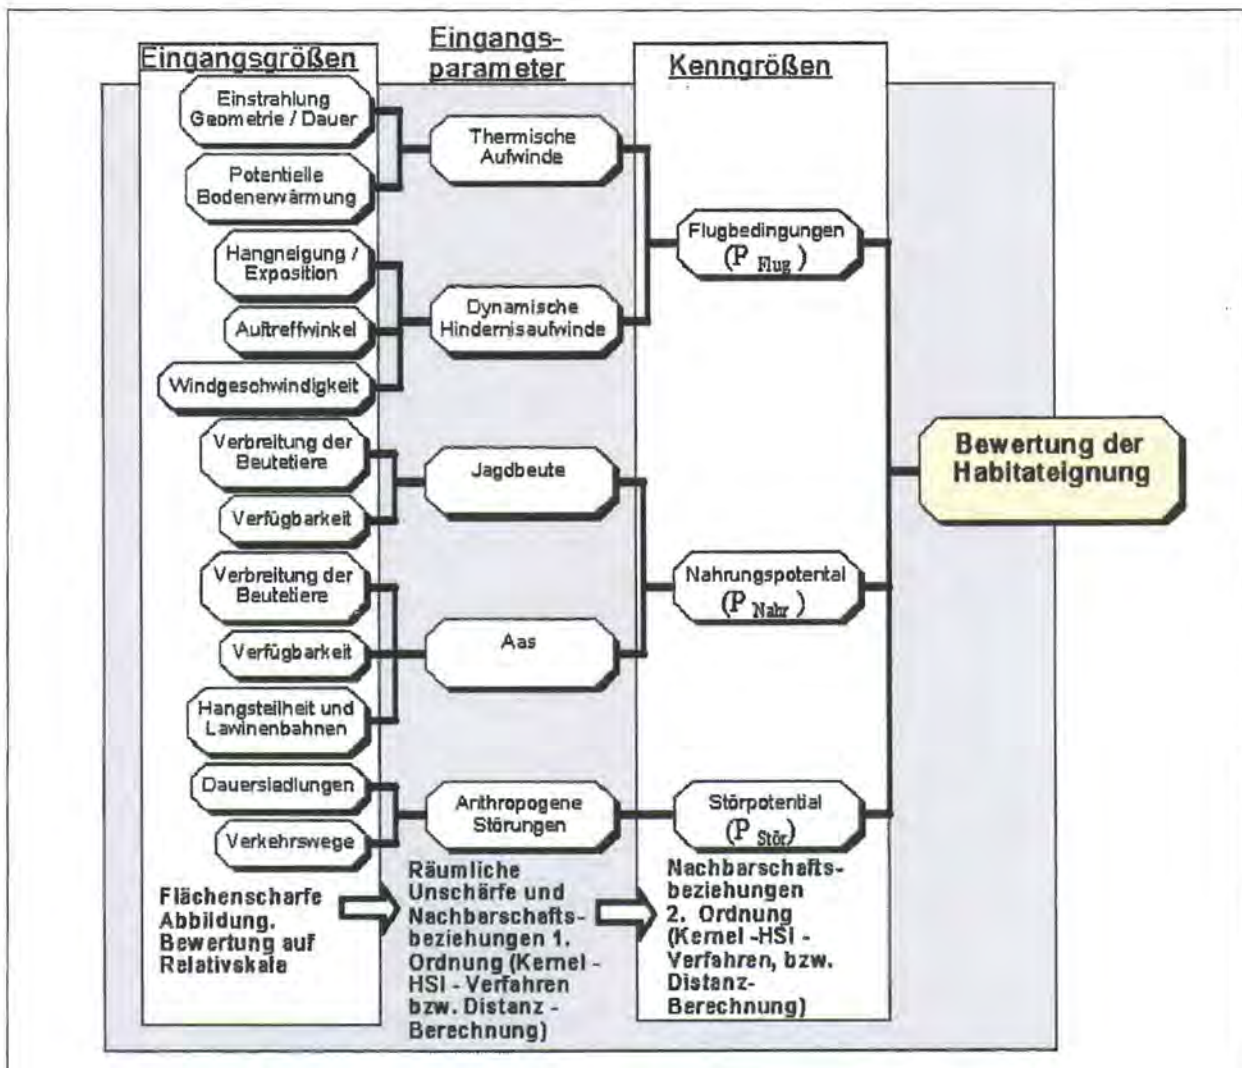 Eingangsgrößen
Einstrahlung
Geometrie / Dauer
Potentielle
Bodenerwärmung
Hangneigung /
Exposition
Auftreffwinkel
Windgeschwindigkeit
Verbreitung der
Beutetiere
Verfügbarkeit
Verbreitung der
Beutetiere
Verfügbarkeit
Hangsteilheit und
Lawinenbahnen
Dauersiedlungen
Verkehrswege
Flächenscharfe
Abbildung.
Bewertung auf
Relativskale
Eingangs-
parameter
Thermische
Aufwinde
Dynamische
Hindernisaufwinde
Jagdbeute
Aas
Anthropogene
Störungen
Räumliche
Unschärfe und
Nachbarschafts-
beziehungen 1.
Ordnung (Kernel -
HSI - Verfahren
bzw. Distanz -
Berechnung)
Kenngrößen
Flugbedingungen
(P Flug )
Nahrungspotental
(P Nahr )
Störpotential
(P Stör)
Nachbarschafts-
beziehungen
2. Ordnung
(Kernel -HSI -
Verfahren, bzw.
Distanz-
Berechnung)
Bewertung der
Habitateignung